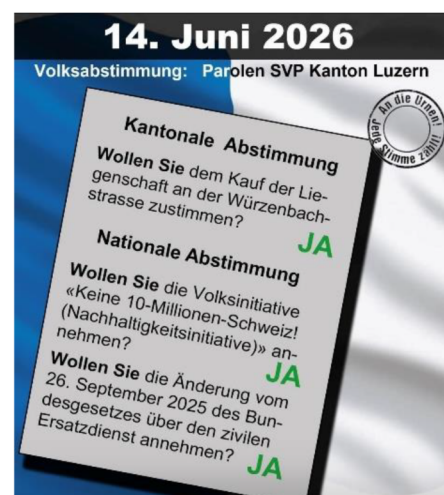 14. Juni 2026
Volksabstimmung: Parolen SVP Kanton Luzern
An die Urnen!
Jede Stimme zählt!
Kantonale Abstimmung
Wollen Sie dem Kauf der Lie-
genschaft an der Würzenbach-
strasse zustimmen?
JA
Nationale Abstimmung
Wollen Sie die Volksinitiative
«Keine 10-Millionen-Schweiz!
(Nachhaltigkeitsinitiative)» an-
nehmen?
JA
Wollen Sie die Änderung vom
26. September 2025 des Bun-
desgesetzes über den zivilen
Ersatzdienst annehmen?
JA